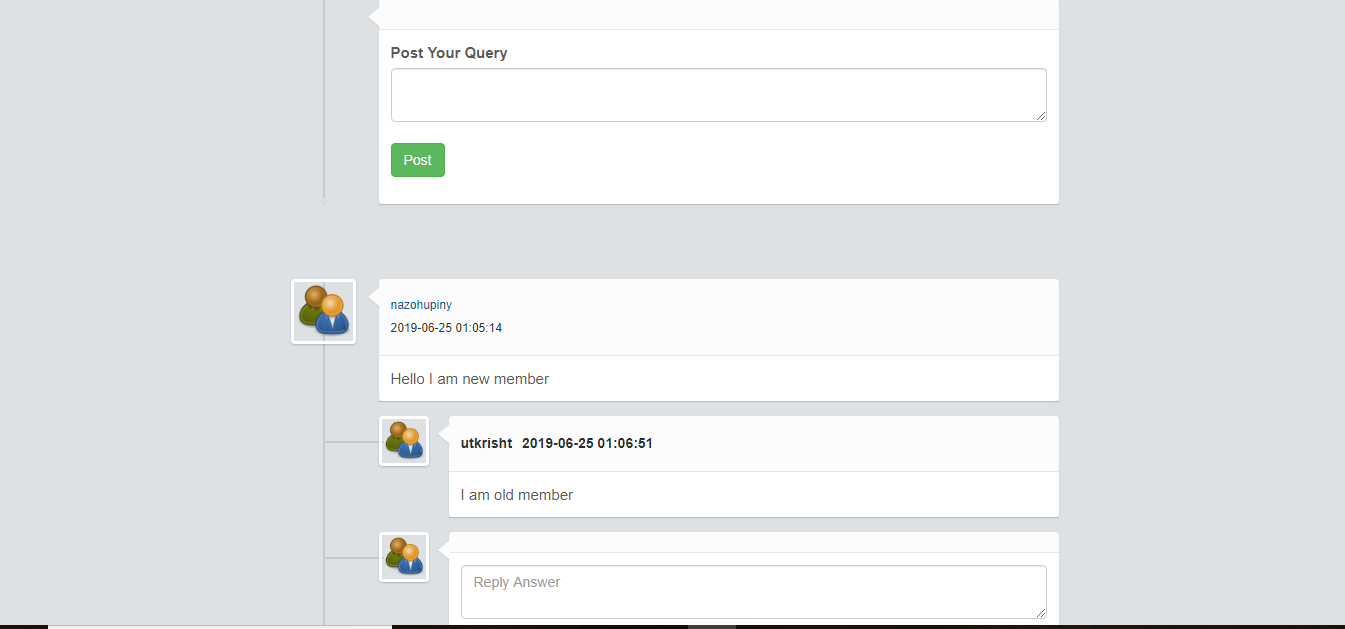 Post Your Query
Post
nazohupiny
2019-06-25 01:05:14
Hello I am new member
utkrisht 2019-06-25 01:06:51
I am old member
Reply Answer